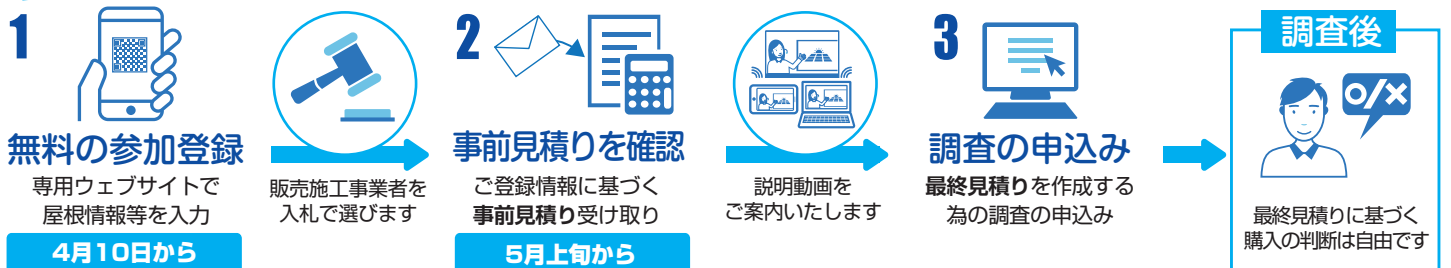 1
無料の参加登録
専用ウェブサイトで
屋根情報等を入力
4月10日から
販売施工事業者を
入札で選びます
2
事前見積りを確認
ご登録情報に基づく
事前見積り受け取り
5月上旬から
説明動画を
ご案内いたします
3
調査の申込み
最終見積りを作成する
為の調査の申込み
調査後
o/×
最終見積りに基づく
購入の判断は自由です